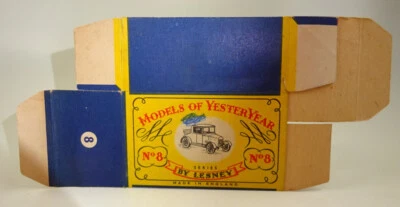 MODELS OF YESTERYEAR
8
Nº8
Nº8
SERIES
BY LESNEY
MADE IN ENGLAND